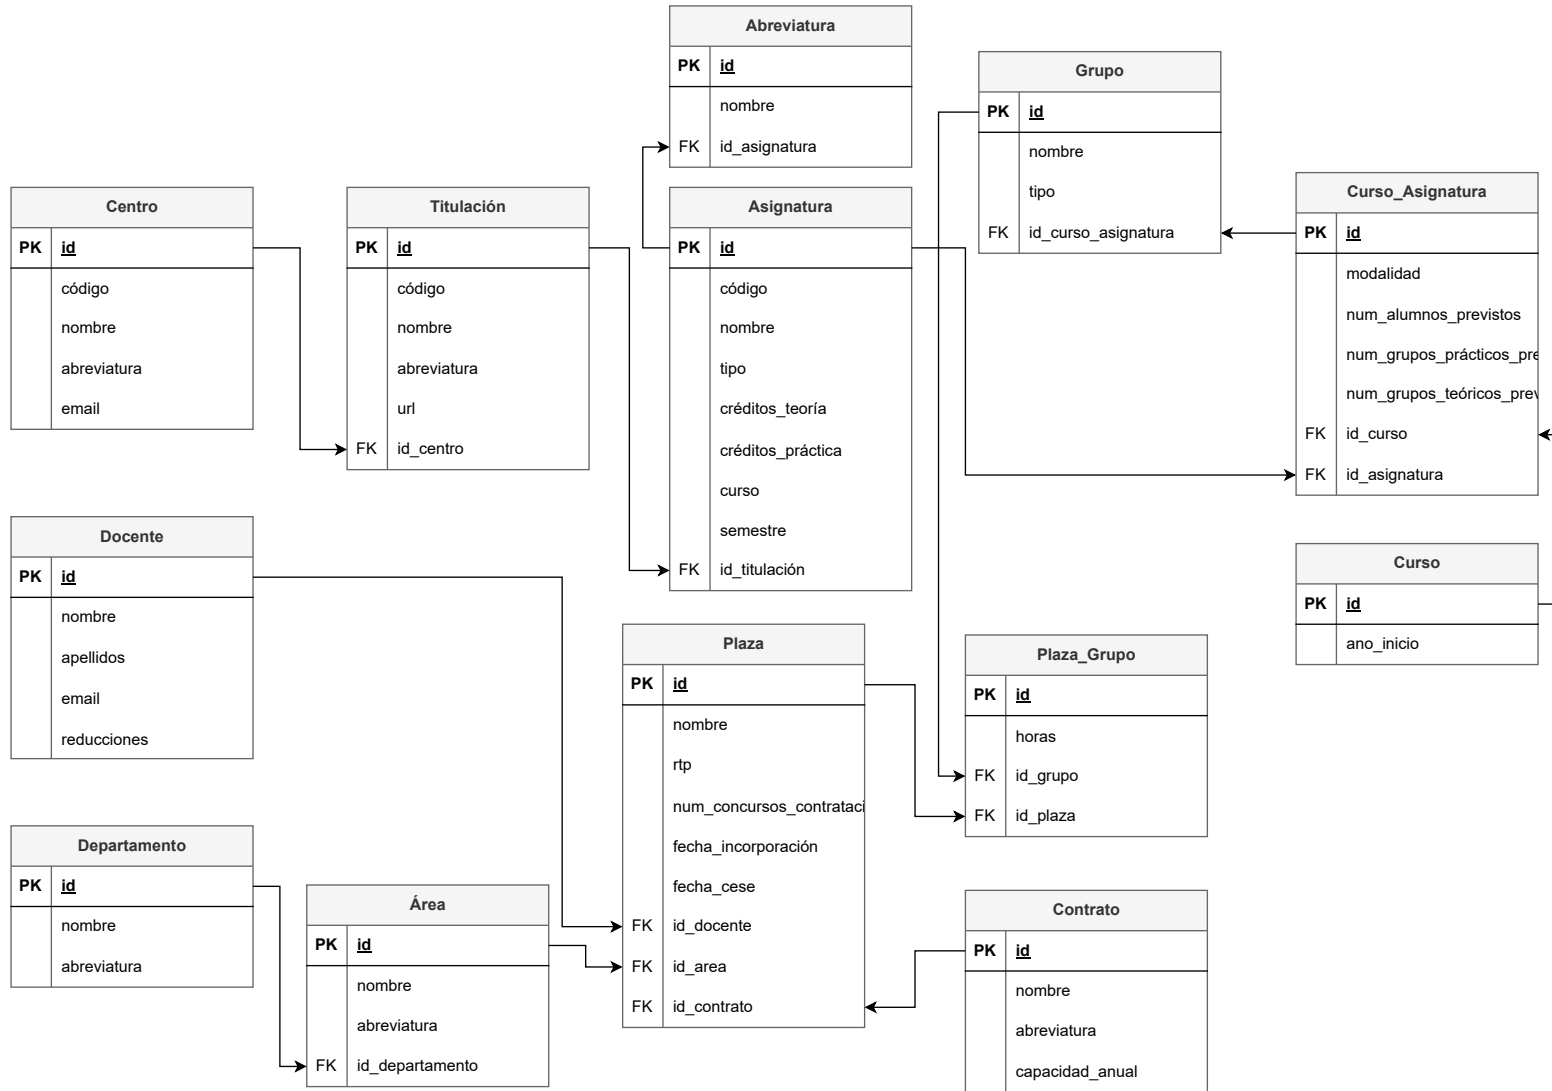 Abreviatura
PK id
nombre
FK id_asignatura
Grupo
PK id
nombre
tipo
FK id_curso_asignatura
Curso_Asignatura
PK id
modalidad
num_alumnos_previstos
num_grupos_prácticos_pre
num_grupos_teóricos_prev
FK id_curso
FK id_asignatura
Centro
PK id
código
nombre
abreviatura
email
Titulación
PK id
código
nombre
abreviatura
url
FK id_centro
Asignatura
PK id
código
nombre
tipo
créditos_teoría
créditos_práctica
curso
semestre
FK id_titulación
Docente
PK id
nombre
apellidos
email
reducciones
Curso
PK id
ano_inicio
Plaza
PK id
nombre
rtp
num_concursos_contrataci
fecha_incorporación
fecha_cese
FK id_docente
FK id_area
FK id_contrato
Plaza_Grupo
PK id
horas
FK id_grupo
FK id_plaza
Departamento
PK id
nombre
abreviatura
Área
PK id
nombre
abreviatura
FK id_departamento
Contrato
PK id
nombre
abreviatura
capacidad_anual